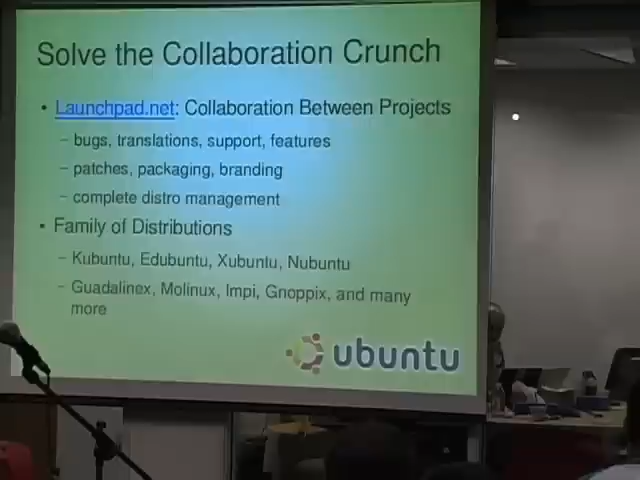 Solve the Collaboration Crunch
• Launchpad.net: Collaboration Between Projects
– bugs, translations, support, features
– patches, packaging, branding
– complete distro management
• Family of Distributions
– Kubuntu, Edubuntu, Xubuntu, Nubuntu
– Guadalinex, Molinux, Impi, Gnoppix, and many
more
ubuntu